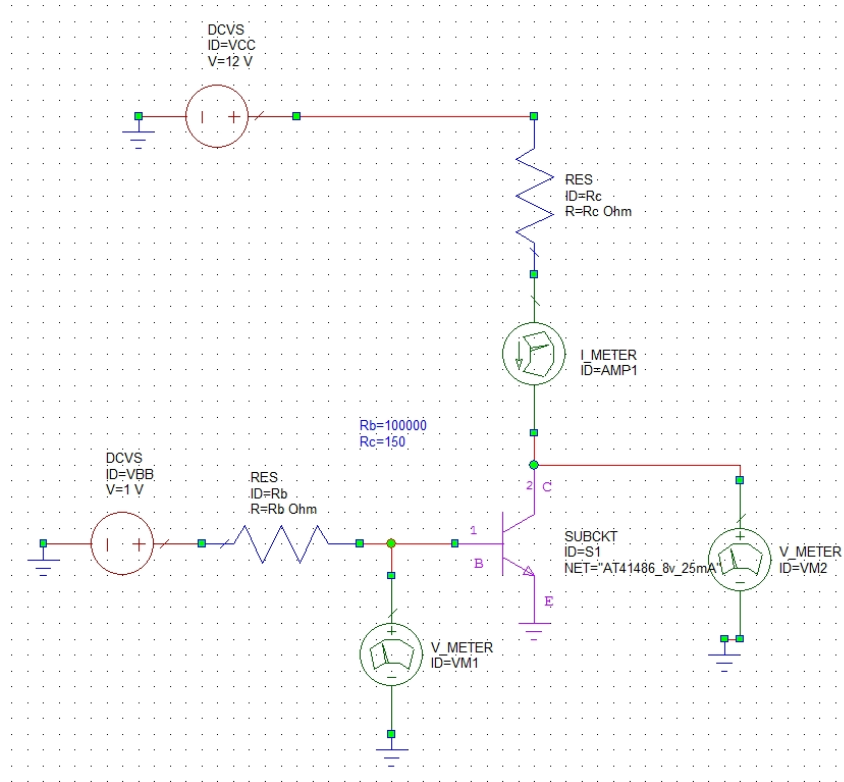 DCVS
ID=VCC
V=12 V
RES
ID=Rc
R=Rc Ohm
I_METER
ID=AMP1
Rb=100000
Rc=150
DCVS
ID=VBB
V=1 V
RES
ID=Rb
R=Rb Ohm
2 C
1
B
E
SUBCKT
ID=S1
NET="AT41486_8v_25mA"
V_METER
ID=VM2
V_METER
ID=VM1